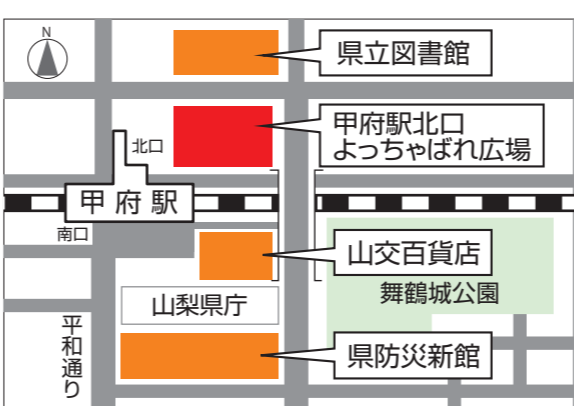 N
県立図書館
甲府駅北口
よっちゃばれ広場
北口
甲府駅
南口
山交百貨店
舞鶴城公園
山梨県庁
平和通り
県防災新館